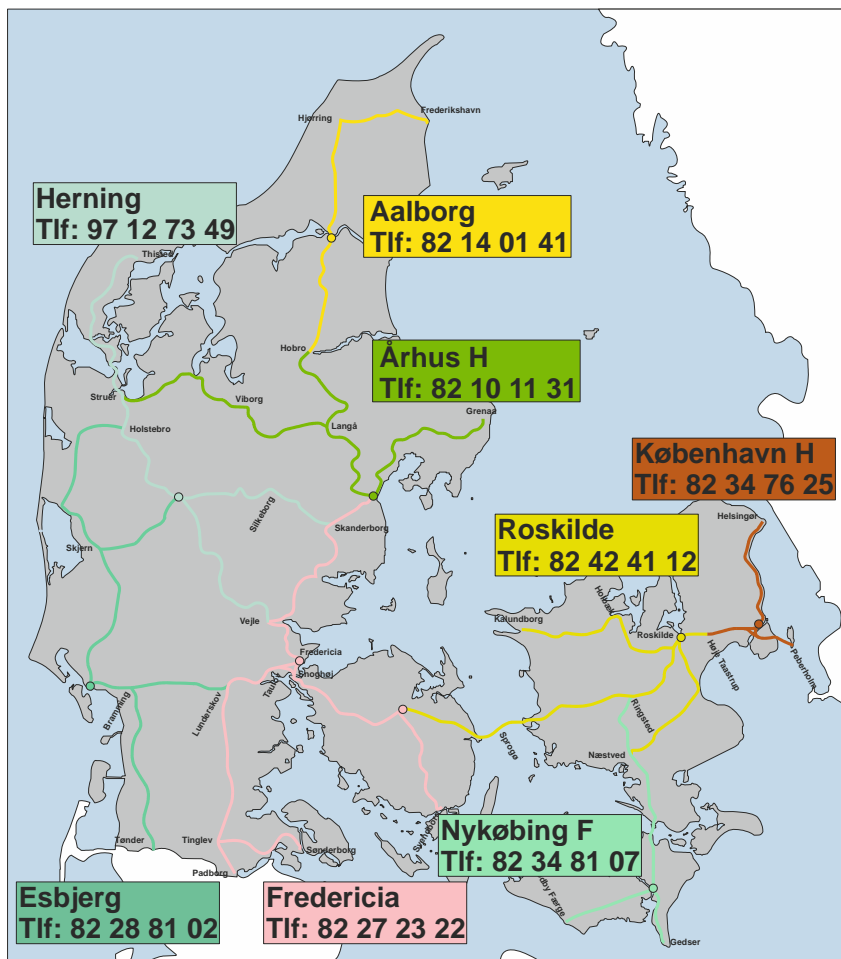 Frederikshavn
Hjørring
Herning
Tlf: 97 12 73 49
Aalborg
Tlf: 82 14 01 41
Thisted
Hobro
Århus H
Tlf: 82 10 11 31
Struer
Viborg
Grenaa
Holstebro
Langå
København H
Tlf: 82 34 76 25
Silkeborg
Skanderborg
Helsingør
Roskilde
Tlf: 82 42 41 12
Skjern
Holbæk
Kalundborg
Vejle
Roskilde
Høje Taastrup
Peberholm
Fredericia
Snoghøj
Taulov
Bramming
Lunderskov
Ringsted
Sprogø
Næstved
Svendborg
Nykøbing F
Tlf: 82 34 81 07
Tønder
Tinglev
Sønderborg
Padborg
Færge
Esbjerg
Tlf: 82 28 81 02
Fredericia
Tlf: 82 27 23 22
Gedser